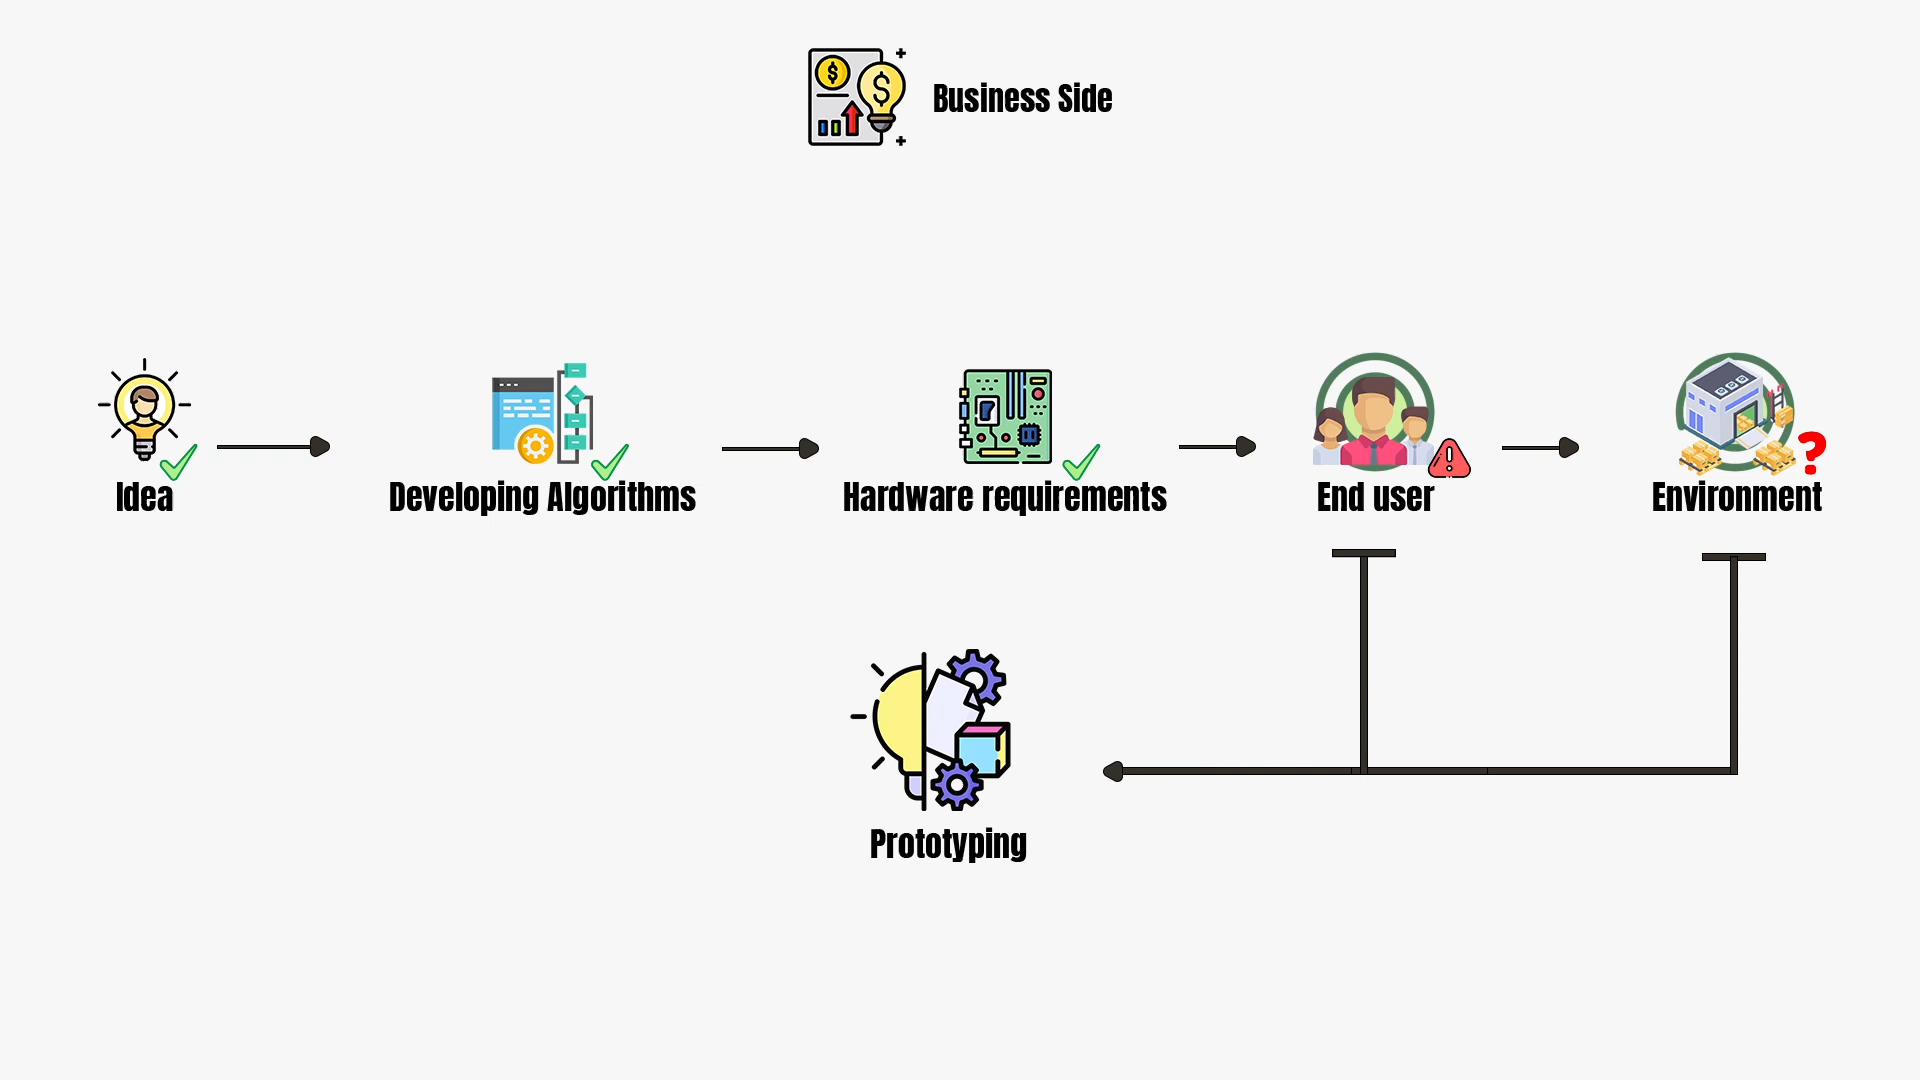 Business Side
Idea
Developing Algorithms
Hardware requirements
End user
Environment
Prototyping